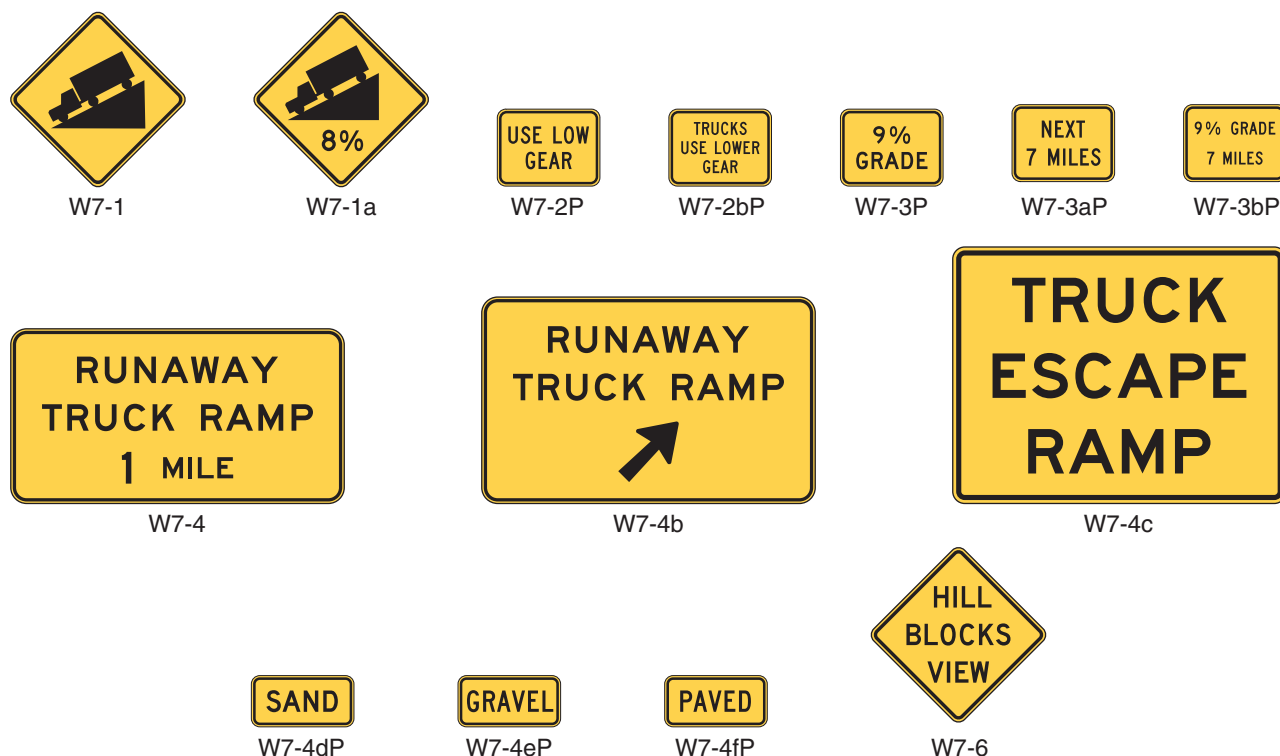 8%
USE LOW
GEAR
TRUCKS
USE LOWER
GEAR
9%
GRADE
NEXT
7 MILES
9% GRADE
7 MILES
W7-1
W7-1a
W7-2P
W7-2bP
W7-3P
W7-3aP
W7-3bP
RUNAWAY
TRUCK RAMP
1 MILE
W7-4
RUNAWAY
TRUCK RAMP
W7-4b
TRUCK
ESCAPE
RAMP
W7-4c
SAND
W7-4dP
GRAVEL
W7-4eP
PAVED
W7-4fP
HILL
BLOCKS
VIEW
W7-6